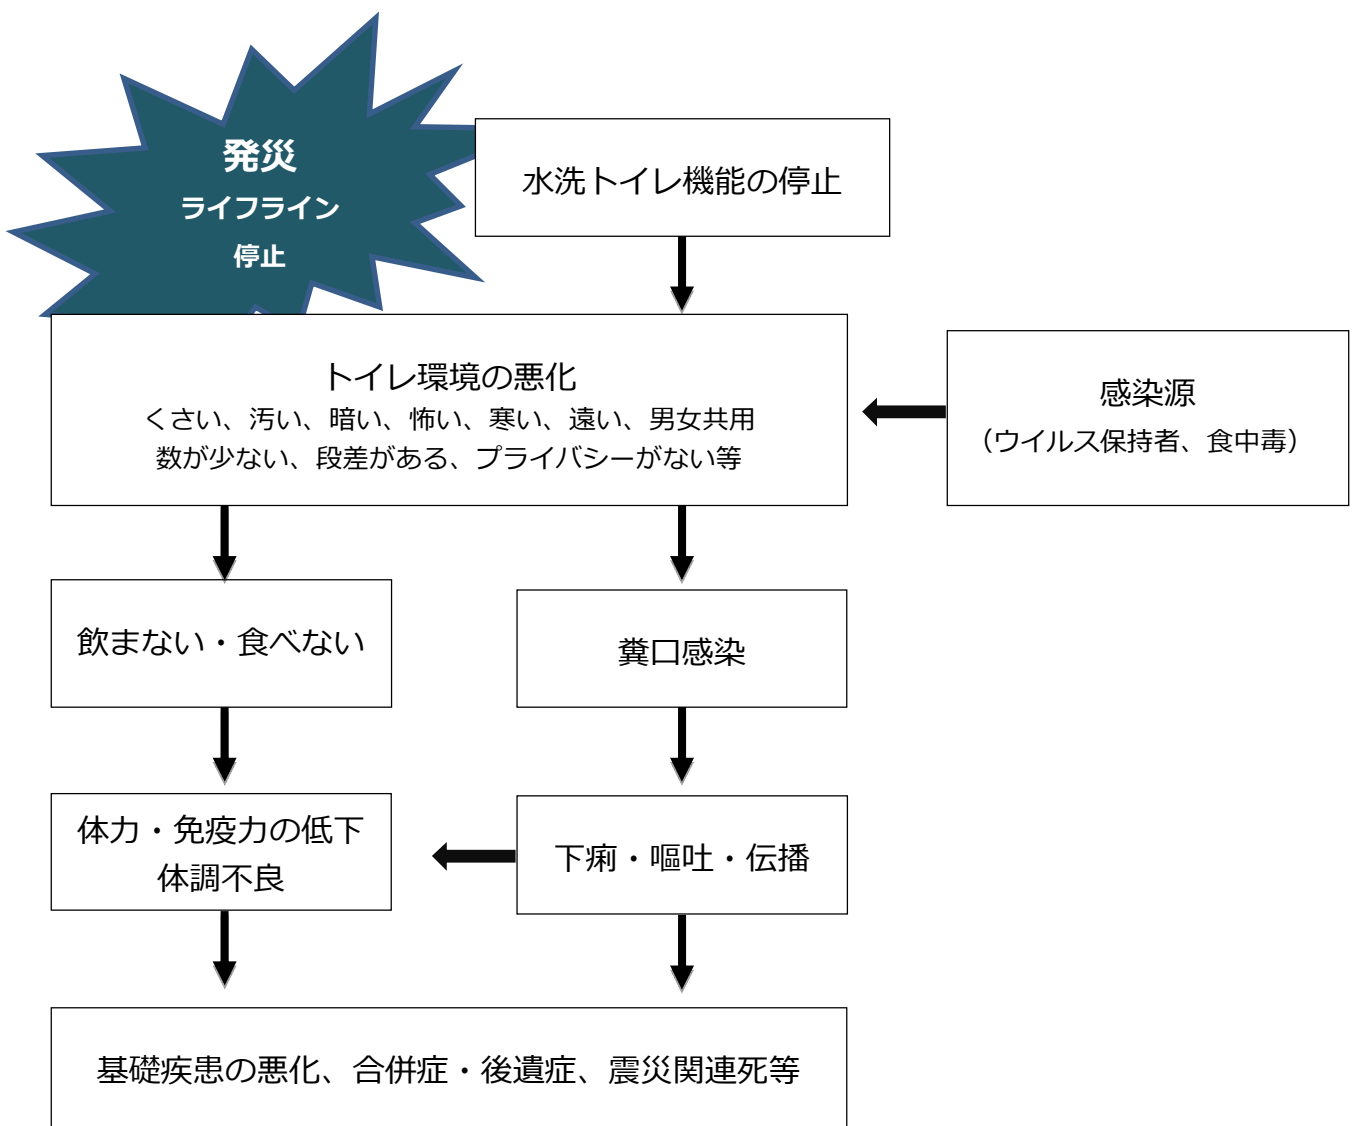 発災
ライフライン
停止
水洗トイレ機能の停止
トイレ環境の悪化
くさい、汚い、暗い、怖い、寒い、遠い、男女共用
数が少ない、段差がある、プライバシーがない等
感染源
（ウイルス保持者、食中毒）
飲まない・食べない
糞口感染
体力・免疫力の低下
体調不良
下痢・嘔吐・伝播
基礎疾患の悪化、合併症・後遺症、震災関連死等